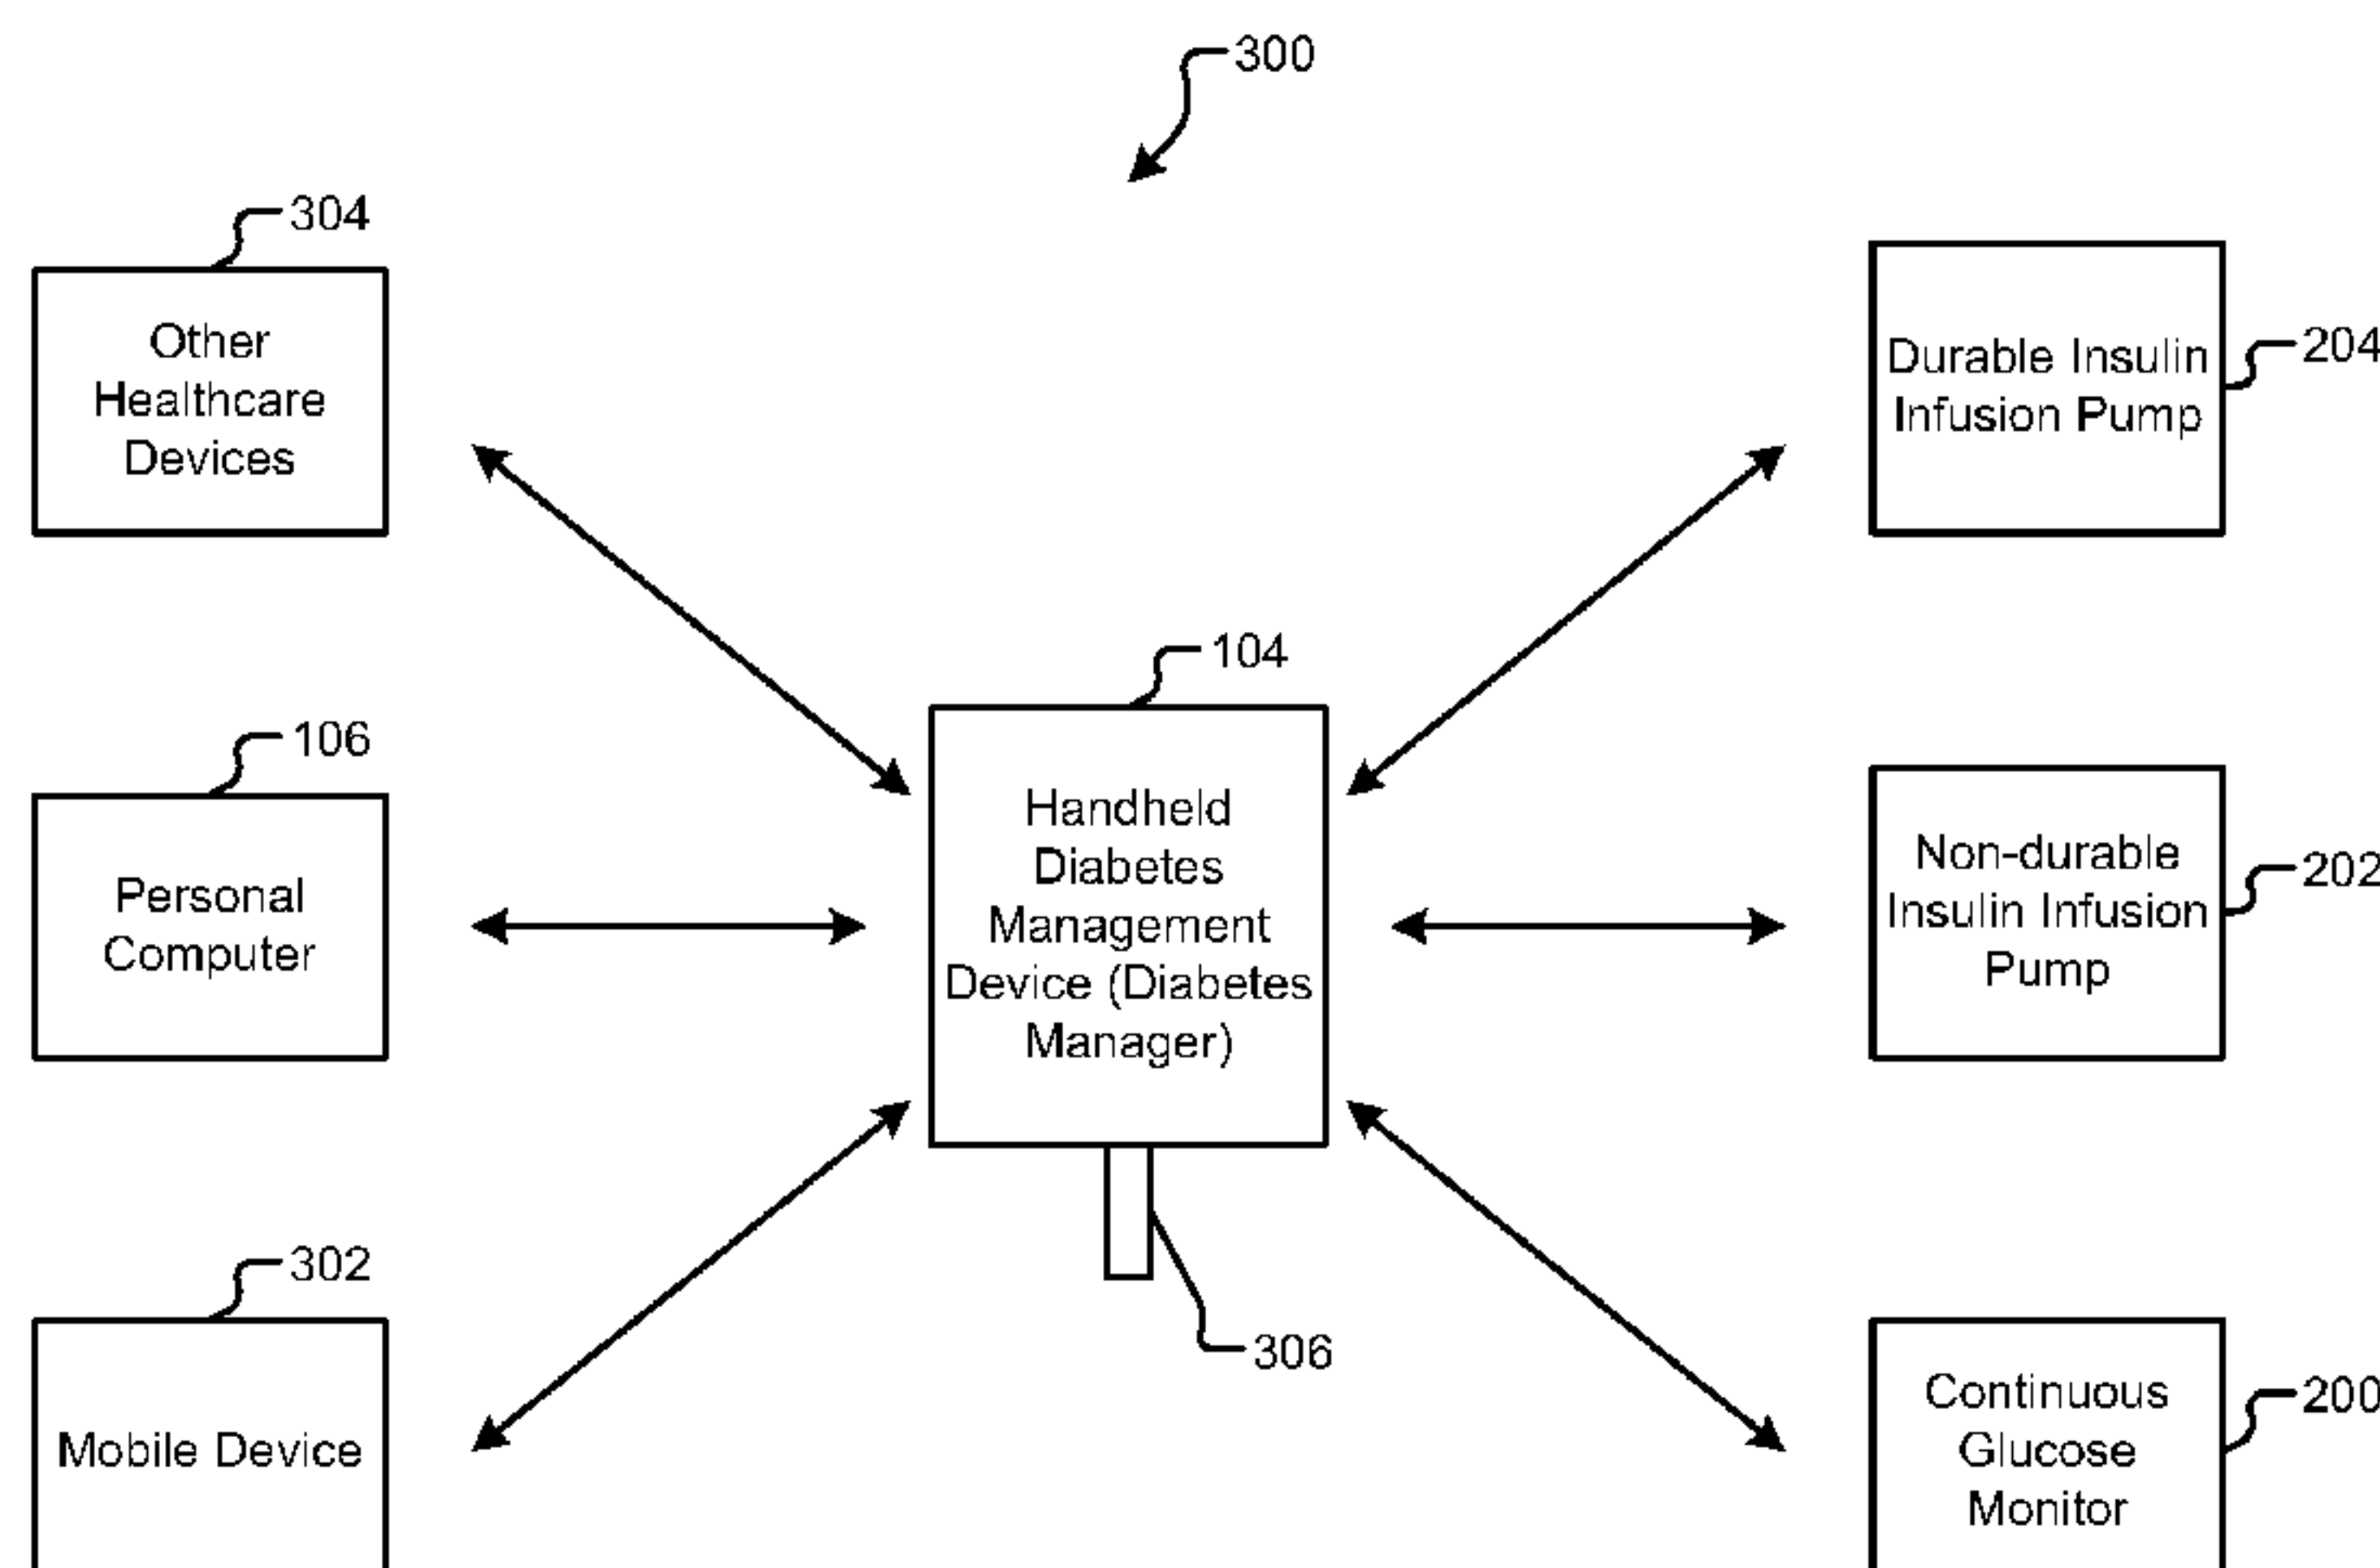 300
304
Other
Healthcare
Devices
Durable Insulin
Infusion Pump
204
104
106
Personal
Computer
Handheld
Diabetes
Management
Device (Diabetes
Manager)
Non-durable
Insulin Infusion
Pump
202
302
Mobile Device
306
Continuous
Glucose
Monitor
200